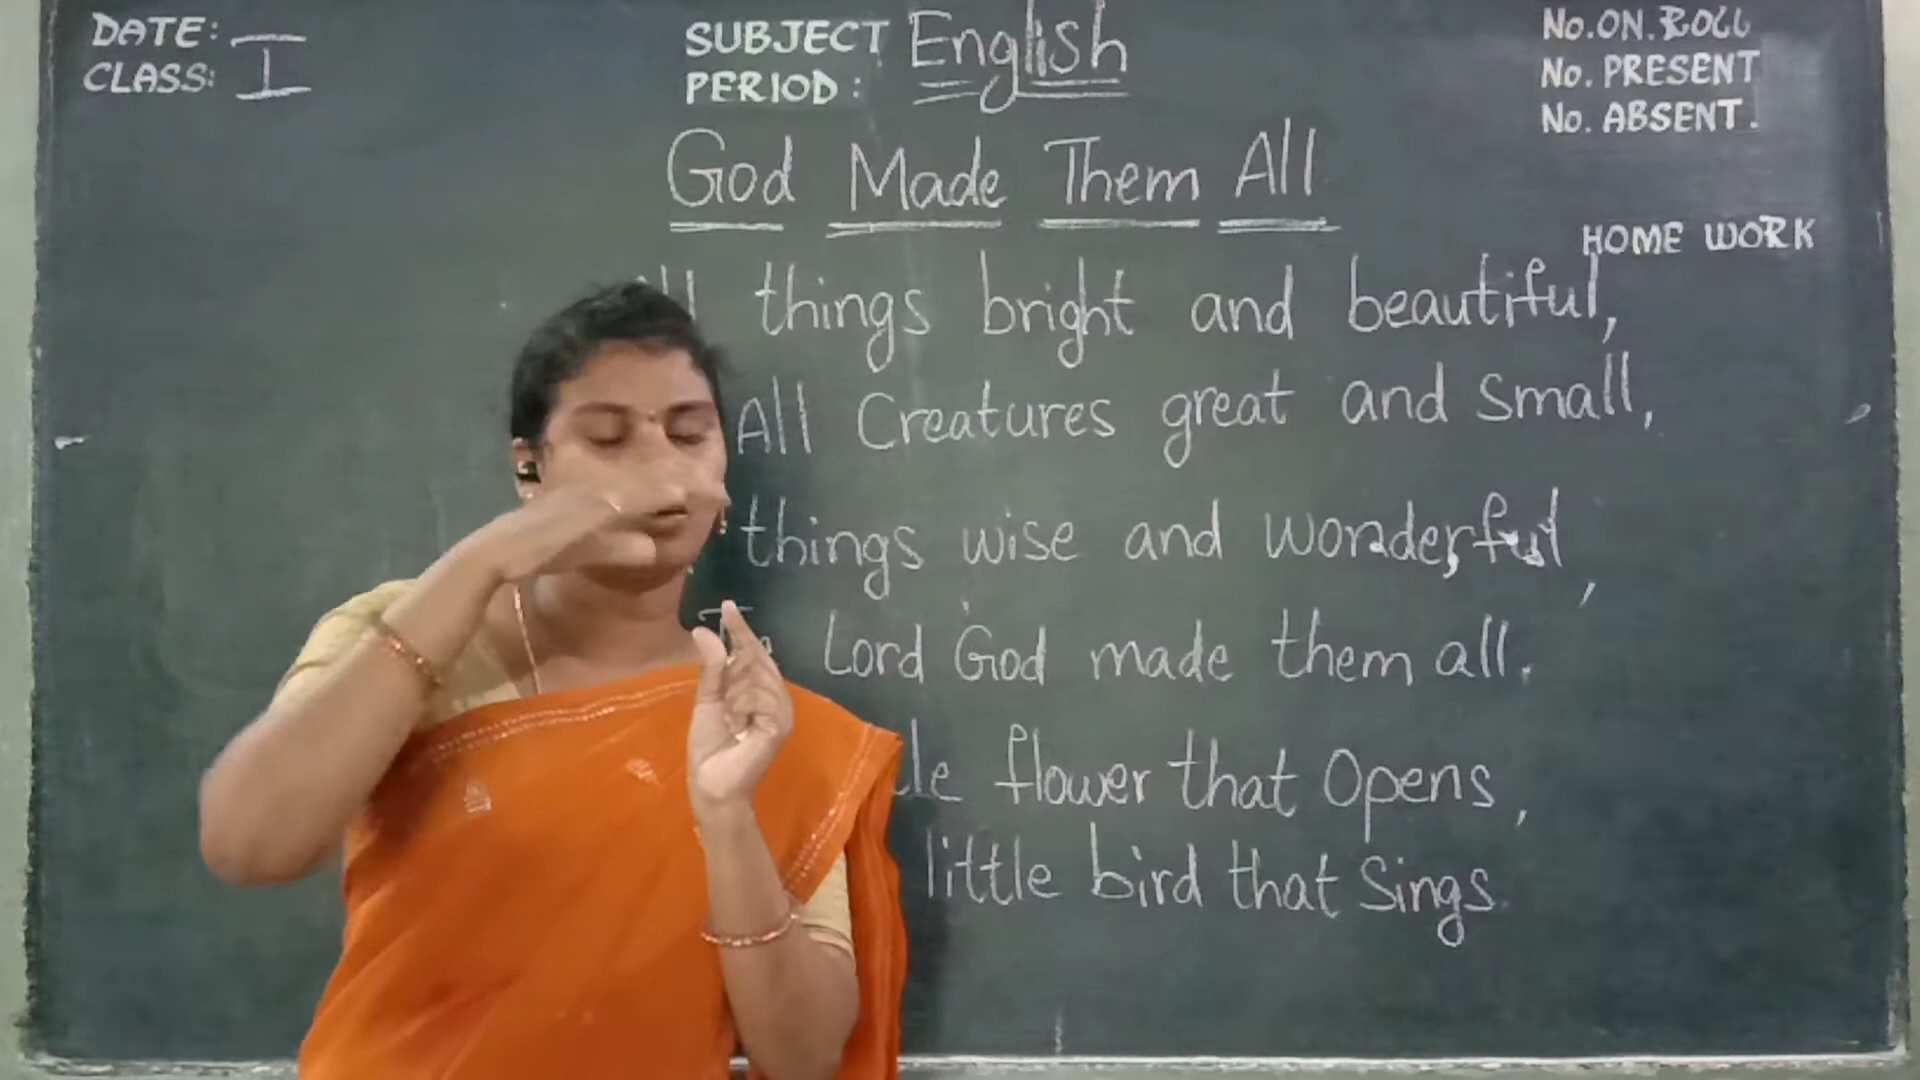 DATE:
CLASS: I
SUBJECT English
PERIOD:
No. ON. ROLL
No. PRESENT
No. ABSENT.
God Made Them All
HOME WORK
things bright and beautiful,
All Creatures great and Small,
things wise and wonderful,
Lord God made them all.
flower that Opens,
little bird that Sings